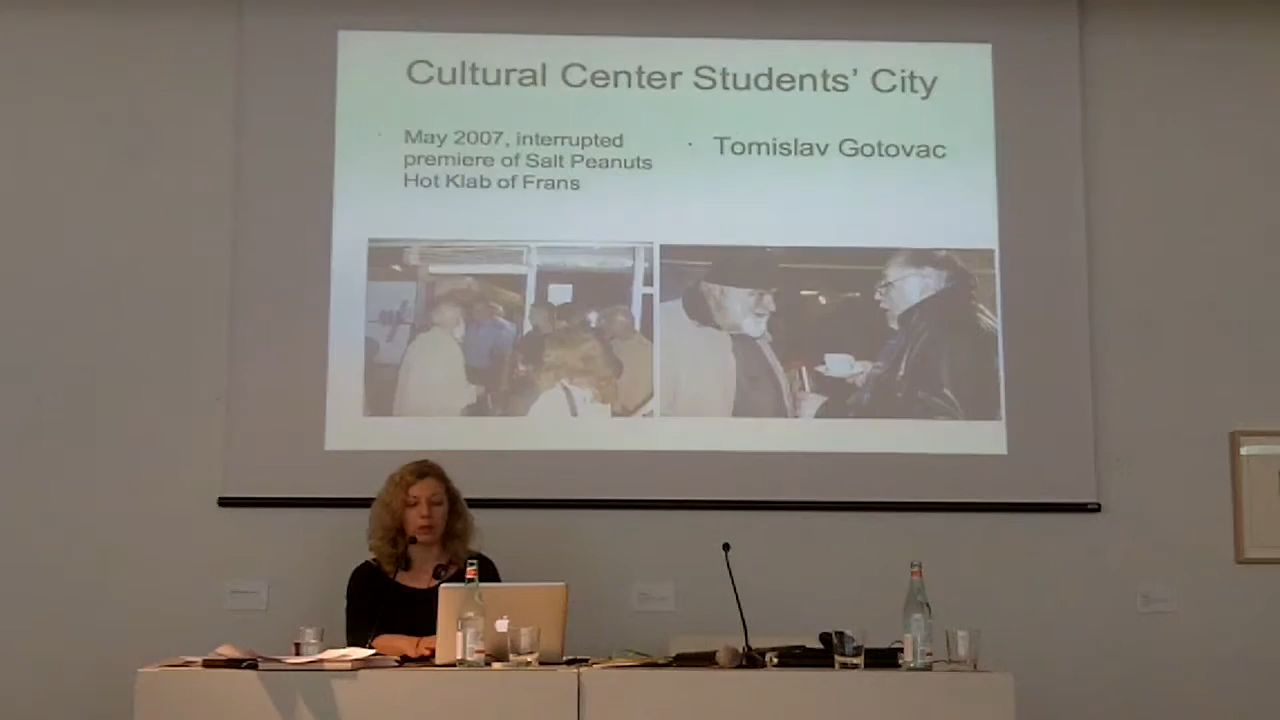 Cultural Center Students' City
May 2007, interrupted
premiere of Salt Peanuts
Hot Klab of Frans
Tomislav Gotovac